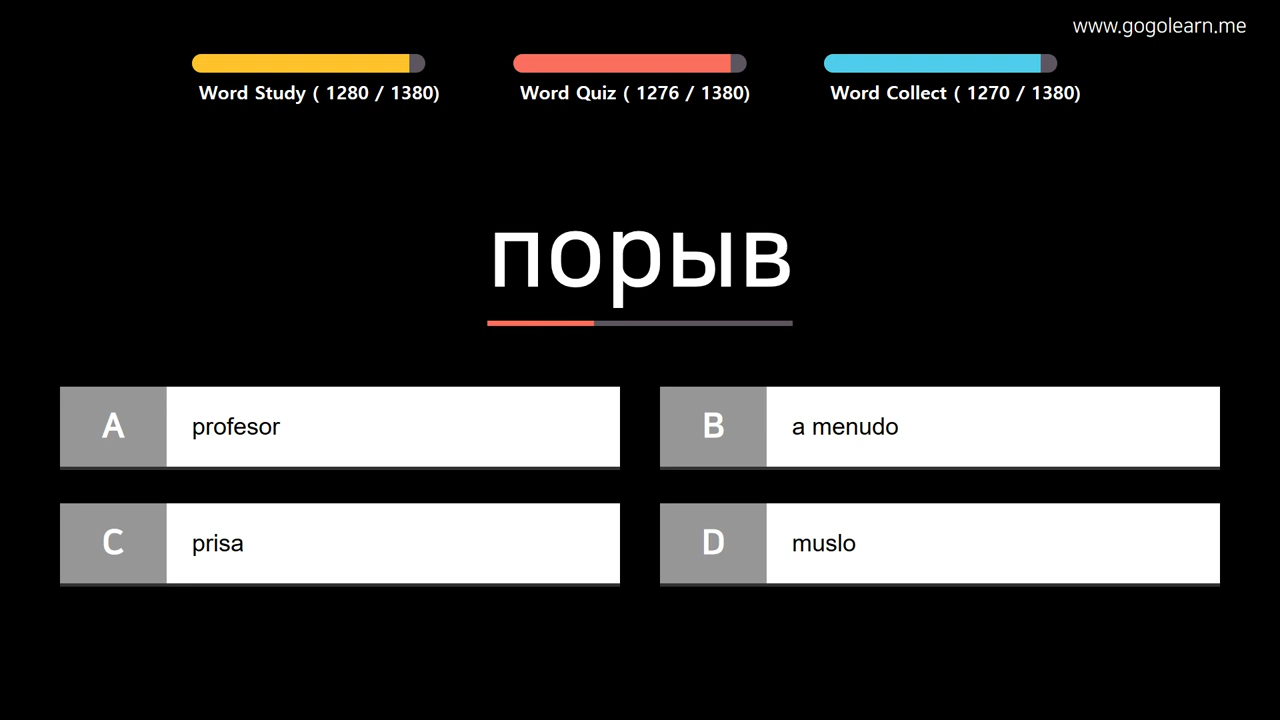 www.gogolearn.me
Word Study ( 1280 / 1380)
Word Quiz ( 1276 / 1380)
Word Collect ( 1270 / 1380)
порыв
A profesor
B a menudo
C prisa
D muslo